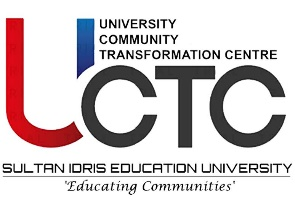 UNIVERSITY
COMMUNITY
TRANSFORMATION CENTRE
UCTC
SULTAN IDRIS EDUCATION UNIVERSITY
'Educating Communities'